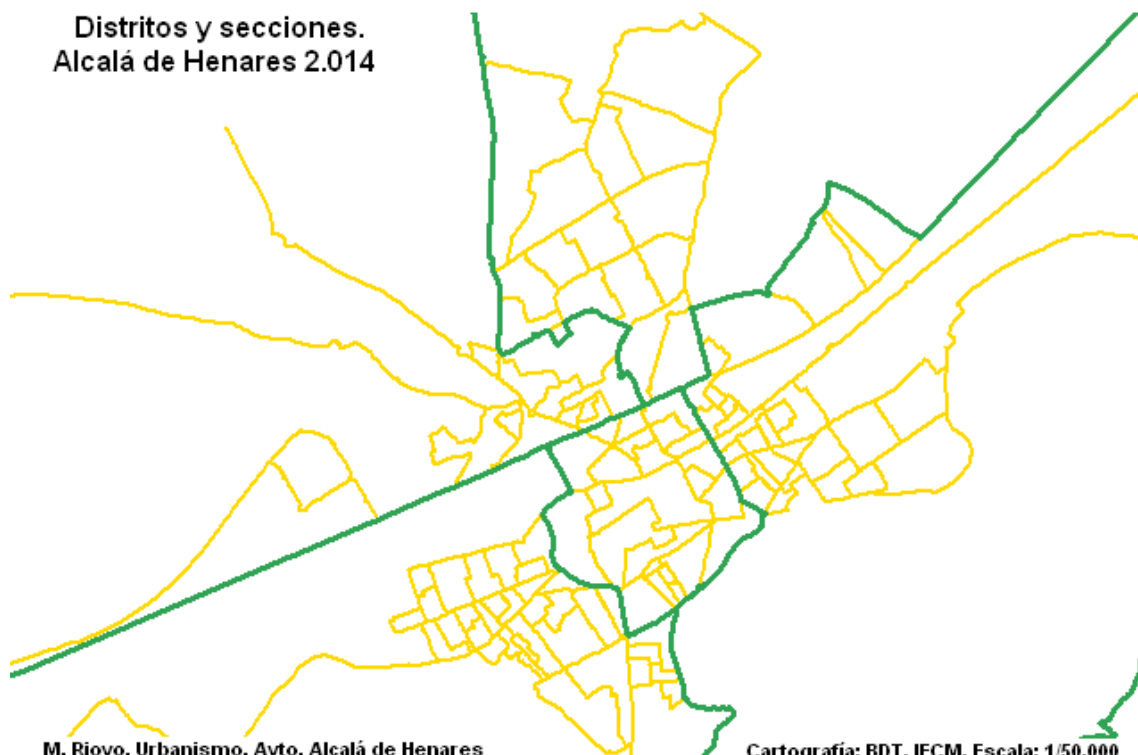 Distritos y secciones.
Alcalá de Henares 2.014
M. Rioyo. Urbanismo. Ayto. Alcalá de Henares
Cartografía: BDT. IECM. Escala: 1/50.000